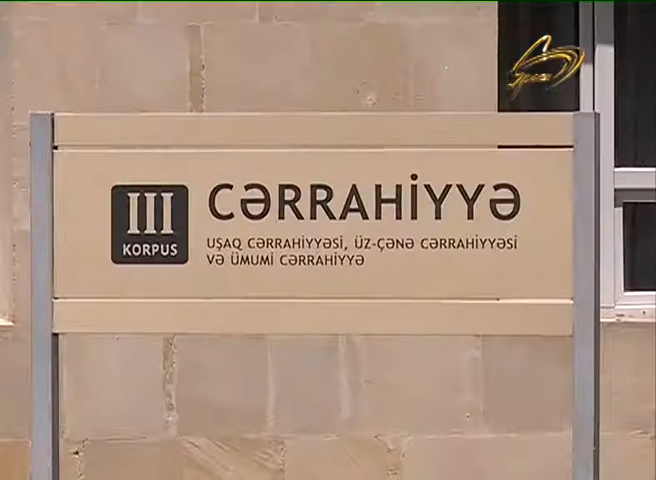 III
KORPUS
CƏRRAHİYYƏ
UŞAQ CƏRRAHİYYƏSİ, ÜZ-ÇƏNƏ CƏRRAHİYYƏSİ
VƏ ÜMUMİ CƏRRAHİYYƏ